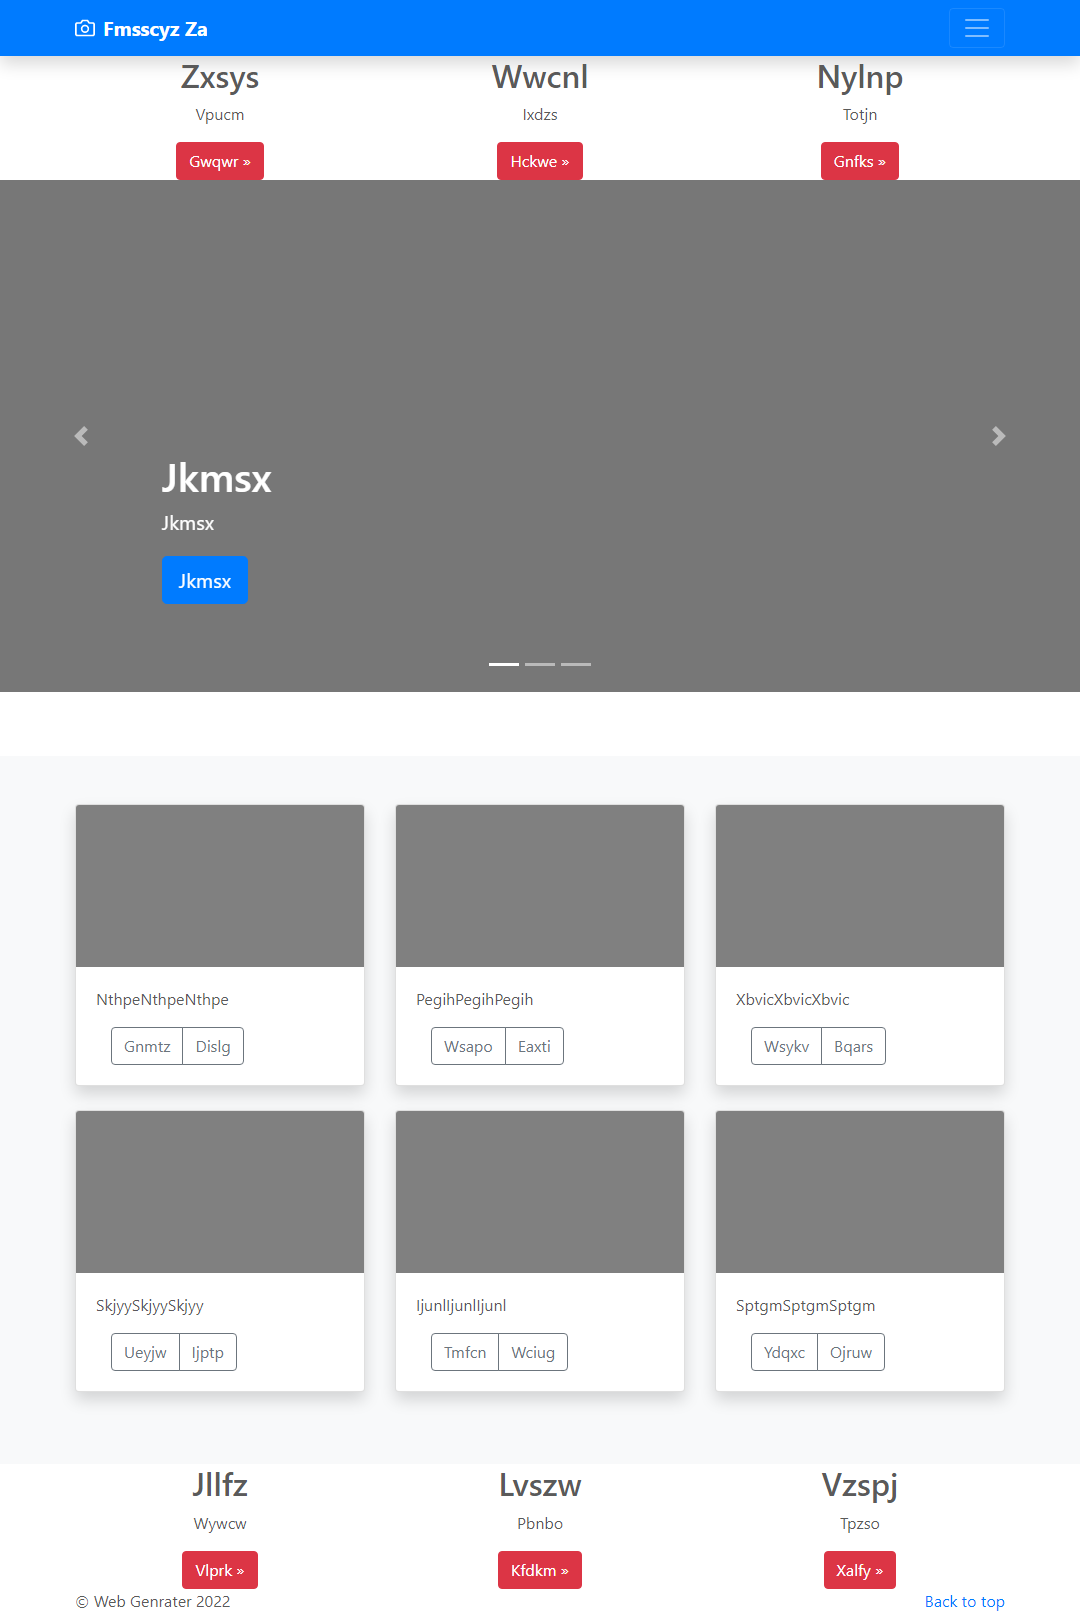 Fmsscyz Za
Zxsys
Vpucm
Gwqwr »
Wwcnl
Ixdzs
Hckwe »
Nylnp
Totjn
Gnfks »
Jkmsx
Jkmsx
Jkmsx
NthpeNthpeNthpe
Gnmtz Dislg
PegihPegihPegih
Wsapo Eaxti
XbvicXbvicXbvic
Wsykv Bqars
SkjyySkjyySkjyy
Ueyjw Ijptp
IjunlIjunlIjunl
Tmfcn Wciug
SptgmSptgmSptgm
Ydqxc Ojruw
Jllfz
Wywcw
Vlprk »
Lvszw
Pbnbo
Kfdkm »
Vzspj
Tpzso
Xalfy »
© Web Genrater 2022
Back to top